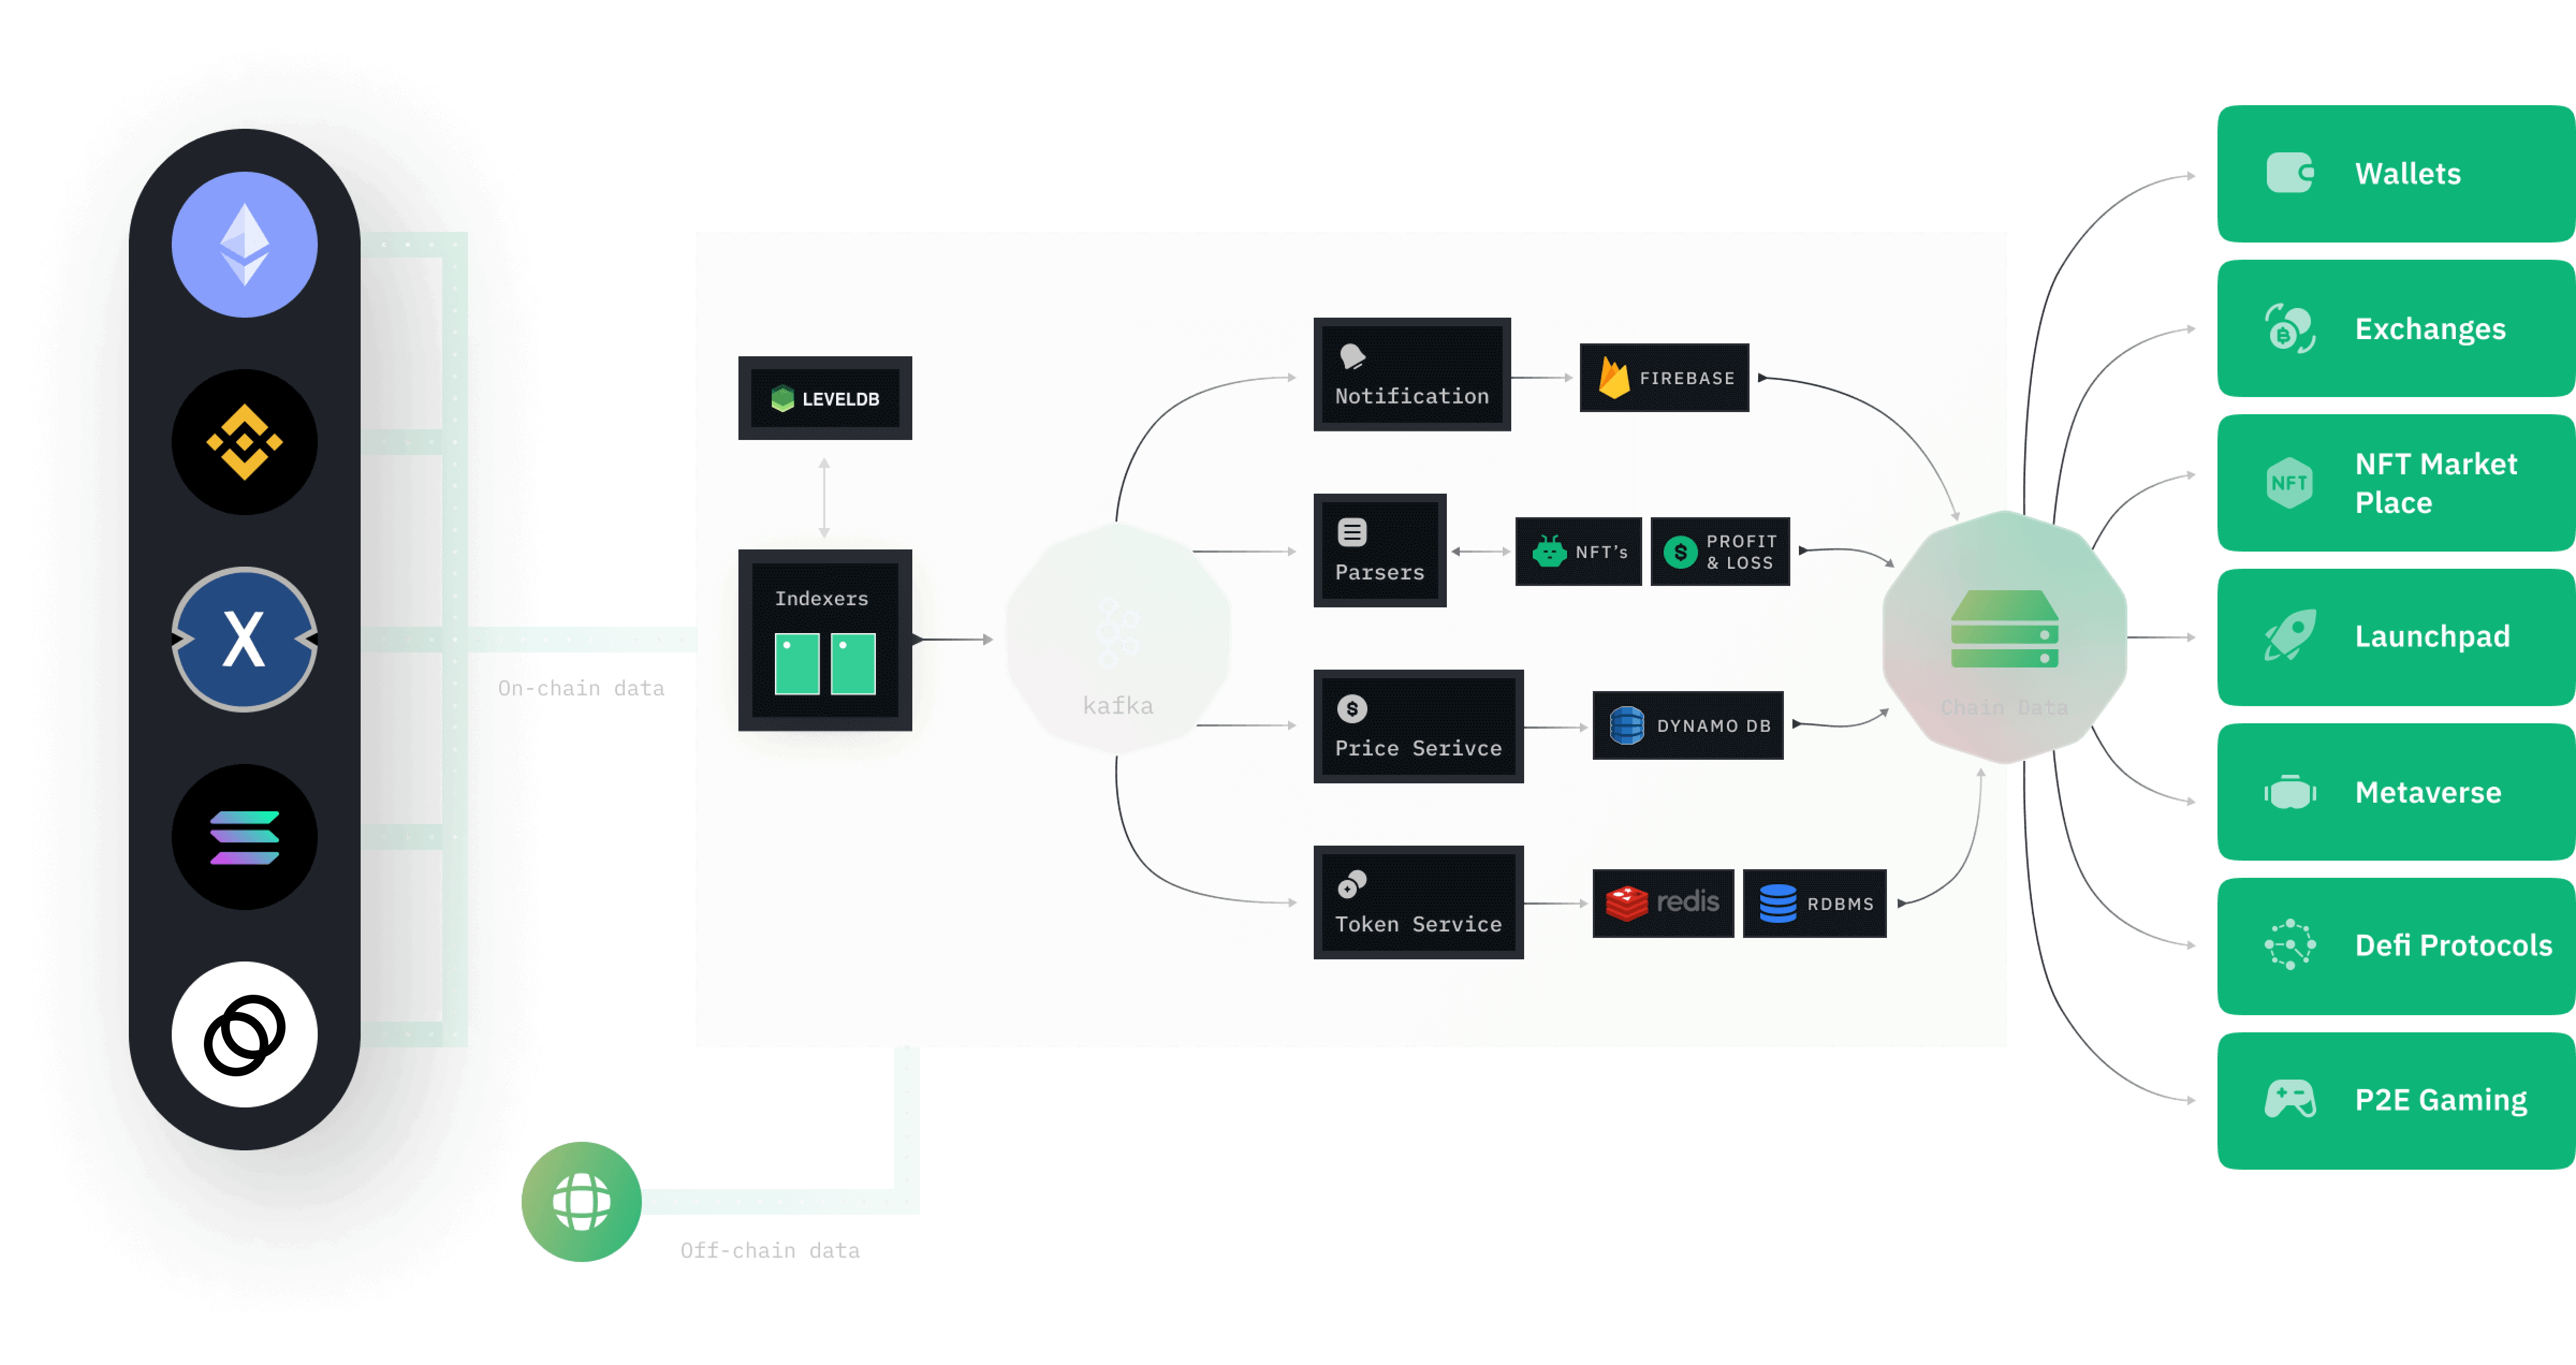 X
On-chain data
Off-chain data
LEVELDB
Indexers
kafka
Notification
FIREBASE
Parsers
NFT’s
PROFIT
& LOSS
Price Serivce
DYNAMO DB
Token Service
redis
RDBMS
Chain Data
Wallets
Exchanges
NFT
NFT Market
Place
Launchpad
Metaverse
Defi Protocols
P2E Gaming